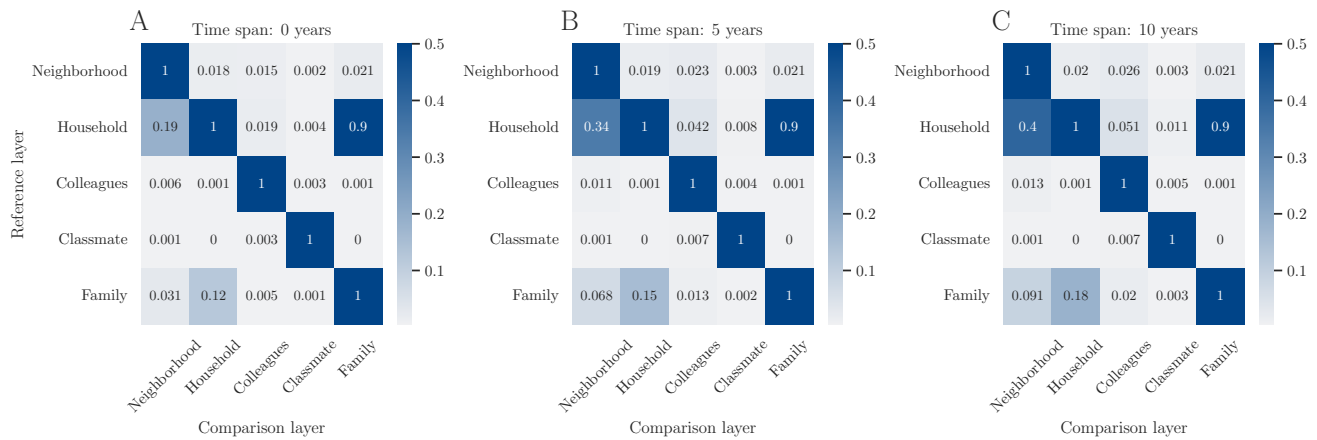 A
Time span: 0 years
Reference layer
Neighborhood 1 0.018 0.015 0.002 0.021
Household 0.19 1 0.019 0.004 0.9
Colleagues 0.006 0.001 1 0.003 0.001
Classmate 0.001 0 0.003 1 0
Family 0.031 0.12 0.005 0.001 1
0.5
0.4
0.3
0.2
0.1
Neighborhood Household Colleagues Classmate Family
Comparison layer
B
Time span: 5 years
Neighborhood 1 0.019 0.023 0.003 0.021
Household 0.34 1 0.042 0.008 0.9
Colleagues 0.011 0.001 1 0.004 0.001
Classmate 0.001 0 0.007 1 0
Family 0.068 0.15 0.013 0.002 1
0.5
0.4
0.3
0.2
0.1
Neighborhood Household Colleagues Classmate Family
Comparison layer
C
Time span: 10 years
Neighborhood 1 0.02 0.026 0.003 0.021
Household 0.4 1 0.051 0.011 0.9
Colleagues 0.013 0.001 1 0.005 0.001
Classmate 0.001 0 0.007 1 0
Family 0.091 0.18 0.02 0.003 1
0.5
0.4
0.3
0.2
0.1
Neighborhood Household Colleagues Classmate Family
Comparison layer